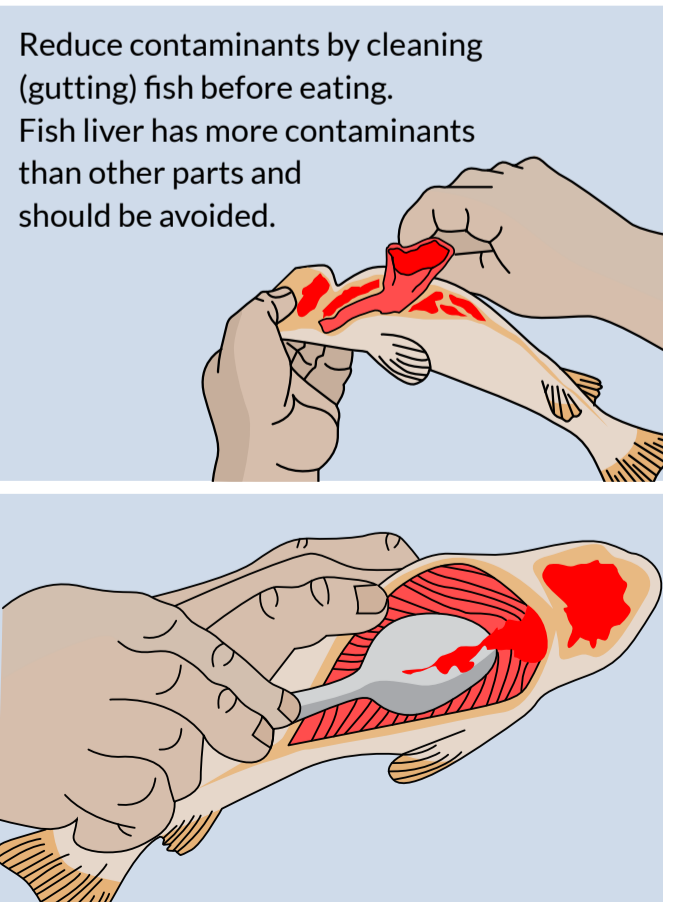 Reduce contaminants by cleaning
(gutting) fish before eating.
Fish liver has more contaminants
than other parts and
should be avoided.